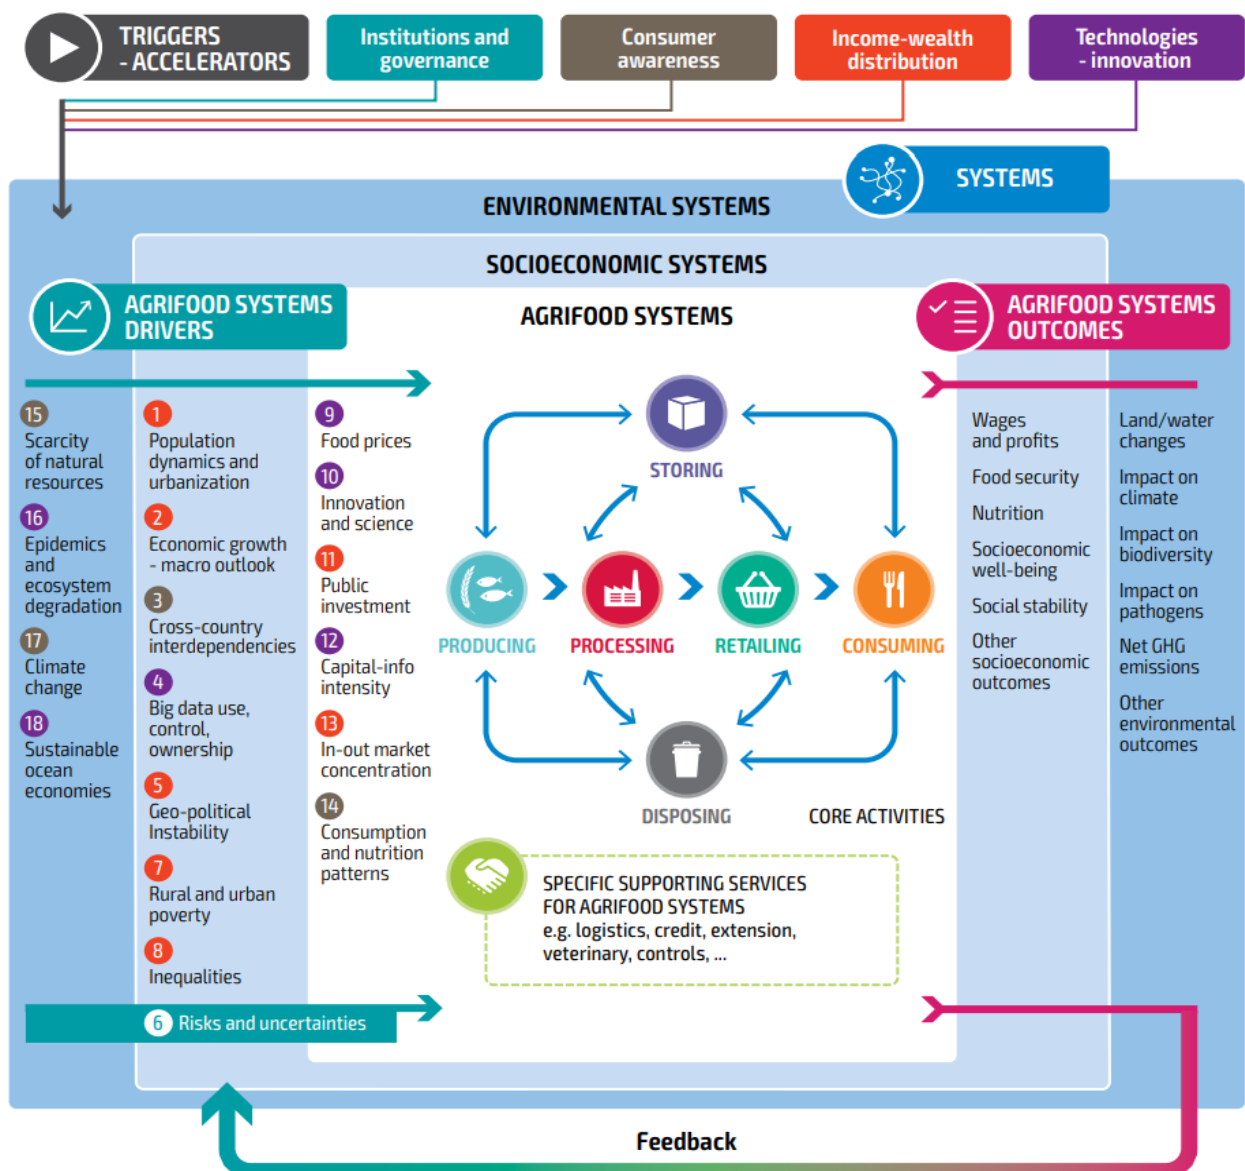 TRIGGERS
- ACCELERATORS
Institutions and
governance
Consumer
awareness
Income-wealth
distribution
Technologies
- innovation
SYSTEMS
ENVIRONMENTAL SYSTEMS
SOCIOECONOMIC SYSTEMS
AGRIFOOD SYSTEMS
AGRIFOOD SYSTEMS
DRIVERS
AGRIFOOD SYSTEMS
OUTCOMES
15
Scarcity
of natural
resources
16
Epidemics
and
ecosystem
degradation
17
Climate
change
18
Sustainable
ocean
economies
1
Population
dynamics and
urbanization
2
Economic growth
- macro outlook
3
Cross-country
interdependencies
4
Big data use,
control,
ownership
5
Geo-political
Instability
7
Rural and urban
poverty
8
Inequalities
6 Risks and uncertainties
9
Food prices
10
Innovation
and science
11
Public
investment
12
Capital-info
intensity
13
In-out market
concentration
14
Consumption
and nutrition
patterns
STORING
PRODUCING
PROCESSING
RETAILING
CONSUMING
DISPOSING
CORE ACTIVITIES
SPECIFIC SUPPORTING SERVICES
FOR AGRIFOOD SYSTEMS
e.g. logistics, credit, extension,
veterinary, controls, ...
Wages
and profits
Food security
Nutrition
Socioeconomic
well-being
Social stability
Other
socioeconomic
outcomes
Land/water
changes
Impact on
climate
Impact on
biodiversity
Impact on
pathogens
Net GHG
emissions
Other
environmental
outcomes
Feedback